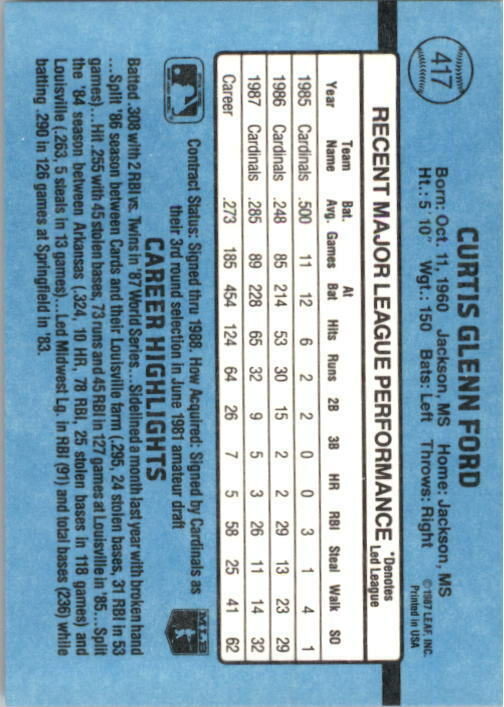 417
CURTIS GLENN FORD
Born: Oct. 11, 1960 Jackson, MS Home: Jackson, MS
Ht.: 5' 10" Wgt.: 150 Bats: Left Throws: Right
©1987 LEAF, INC.
Printed in USA
RECENT MAJOR LEAGUE PERFORMANCE
*Denotes
Led League
Year Team Name Bat. Avg. Games At Bat Hits Runs 2B 3B HR RBI Steal Walk SO
1985 Cardinals .500 11 12 6 2 2 0 0 3 1 4 1
1986 Cardinals .248 85 214 53 30 15 2 2 29 13 23 29
1987 Cardinals .285 89 228 65 32 9 5 3 26 11 14 32
Career .273 185 454 124 64 26 7 5 58 25 41 62
Contract Status: Signed thru 1988. How Acquired: Signed by Cardinals as
their 3rd round selection in June 1981 amateur draft
MLB
CAREER HIGHLIGHTS
Batted .308 with 2 RBI vs. Twins in '87 World Series...Sidelined a month last year with broken hand
...Split '86 season between Cards and their Louisville farm (.295, 24 stolen bases, 31 RBI in 53
games)...Hit .255 with 45 stolen bases, 73 runs and 45 RBI in 127 games at Louisville in '85...Split
the '84 season between Arkansas (.324, 10 HR, 78 RBI, 25 stolen bases in 118 games) and
Louisville (.263, 5 steals in 13 games)...Led Midwest Lg. in RBI (91) and total bases (236) while
batting .290 in 126 games at Springfield in '83.